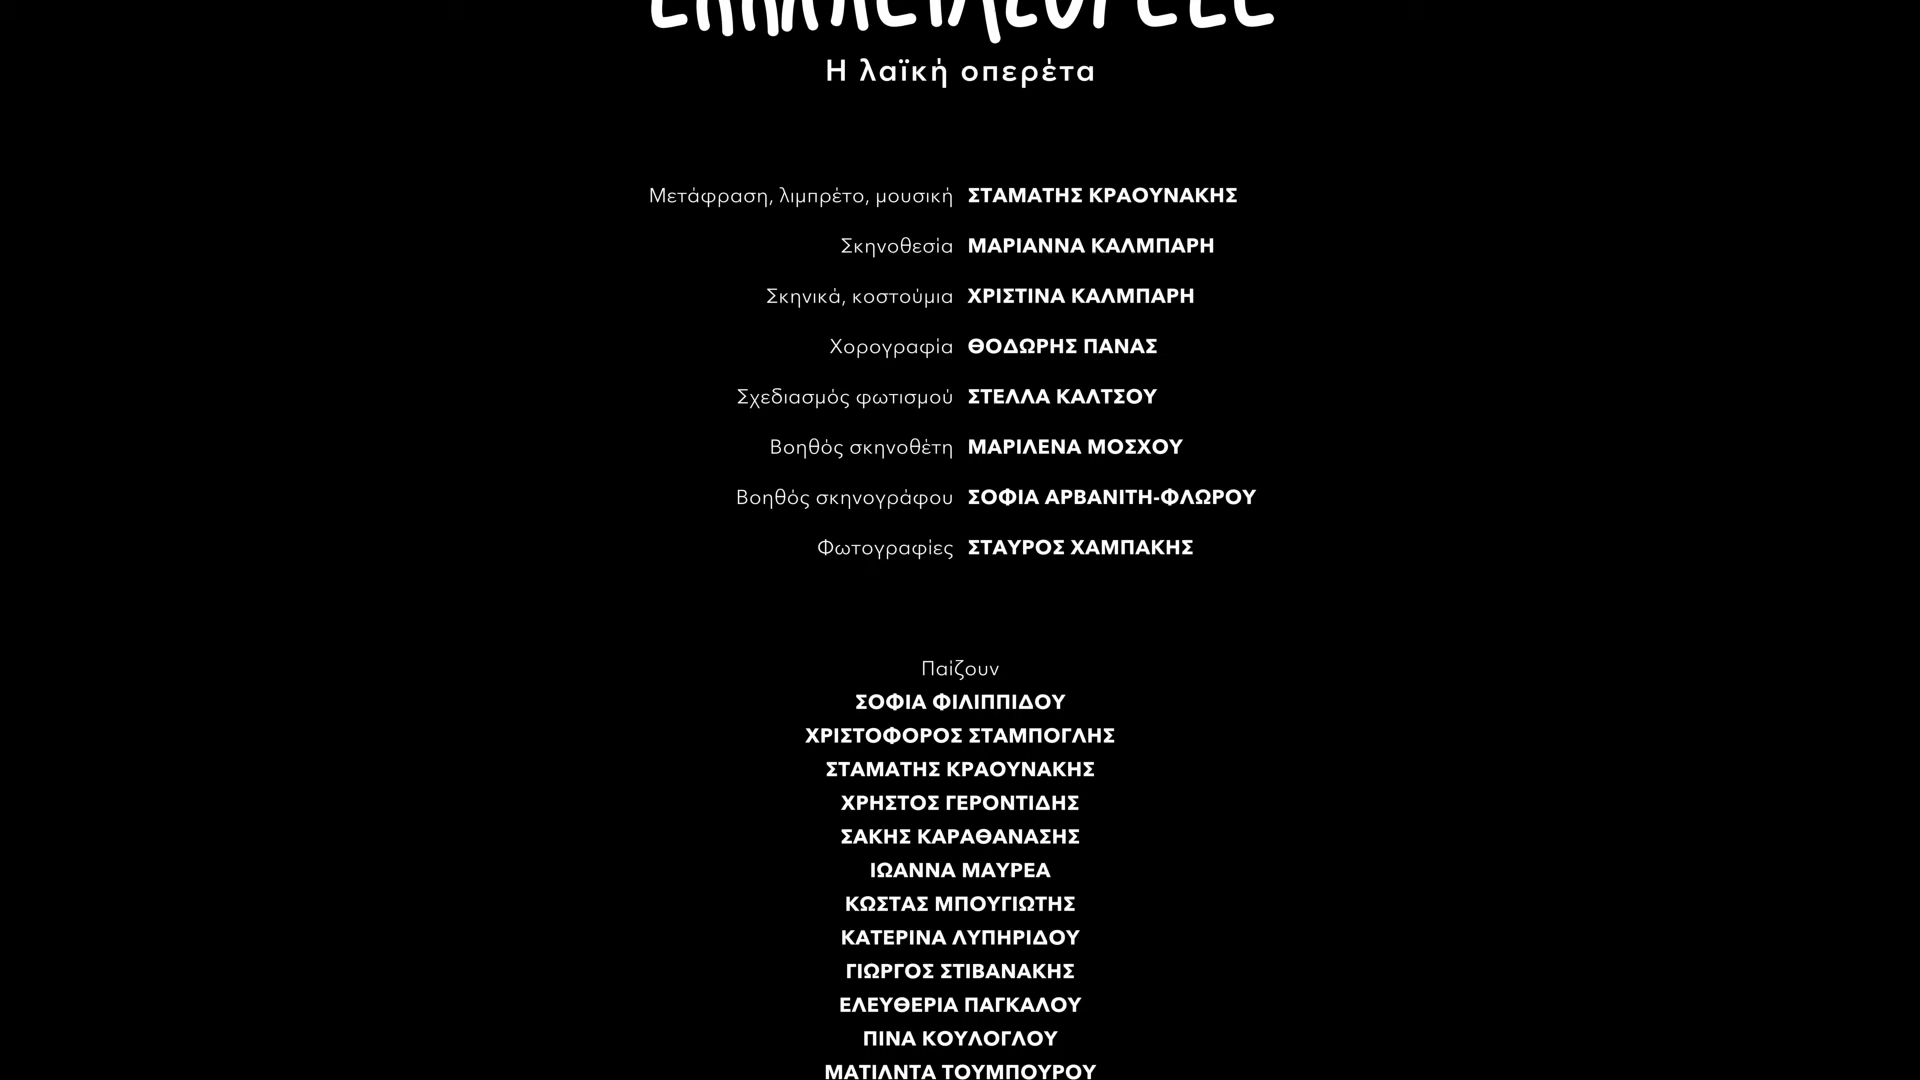 Η λαϊκή οπερέτα
Μετάφραση, λιμπρέτο, μουσική ΣΤΑΜΑΤΗΣ ΚΡΑΟΥΝΑΚΗΣ
Σκηνοθεσία ΜΑΡΙΑΝΝΑ ΚΑΛΜΠΑΡΗ
Σκηνικά, κοστούμια ΧΡΙΣΤΙΝΑ ΚΑΛΜΠΑΡΗ
Χορογραφία ΘΟΔΩΡΗΣ ΠΑΝΑΣ
Σχεδιασμός φωτισμού ΣΤΕΛΛΑ ΚΑΛΤΣΟΥ
Βοηθός σκηνοθέτη ΜΑΡΙΛΕΝΑ ΜΟΣΧΟΥ
Βοηθός σκηνογράφου ΣΟΦΙΑ ΑΡΒΑΝΙΤΗ-ΦΛΩΡΟΥ
Φωτογραφίες ΣΤΑΥΡΟΣ ΧΑΜΠΑΚΗΣ
Παίζουν
ΣΟΦΙΑ ΦΙΛΙΠΠΙΔΟΥ
ΧΡΙΣΤΟΦΟΡΟΣ ΣΤΑΜΠΟΓΛΗΣ
ΣΤΑΜΑΤΗΣ ΚΡΑΟΥΝΑΚΗΣ
ΧΡΗΣΤΟΣ ΓΕΡΟΝΤΙΔΗΣ
ΣΑΚΗΣ ΚΑΡΑΘΑΝΑΣΗΣ
ΙΩΑΝΝΑ ΜΑΥΡΕΑ
ΚΩΣΤΑΣ ΜΠΟΥΓΙΩΤΗΣ
ΚΑΤΕΡΙΝΑ ΛΥΠΗΡΙΔΟΥ
ΓΙΩΡΓΟΣ ΣΤΙΒΑΝΑΚΗΣ
ΕΛΕΥΘΕΡΙΑ ΠΑΓΚΑΛΟΥ
ΠΙΝΑ ΚΟΥΛΟΓΛΟΥ
ΜΑΤΙΛΝΤΑ ΤΟΥΜΠΟΥΡΟΥ